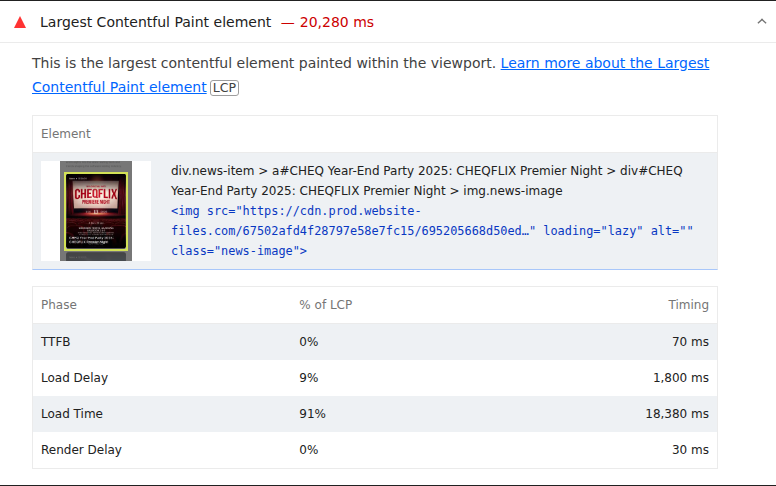 Largest Contentful Paint element — 20,280 ms
This is the largest contentful element painted within the viewport. Learn more about the Largest
Contentful Paint element LCP
Element
CHEQFLIX
PREMIERE NIGHT
div.news-item > a#CHEQ Year-End Party 2025: CHEQFLIX Premier Night > div#CHEQ
Year-End Party 2025: CHEQFLIX Premier Night > img.news-image
<img src="https://cdn.prod.website-
files.com/67502afd4f28797e58e7fc15/695205668d50ed…" loading="lazy" alt=""
class="news-image">
Phase % of LCP Timing
TTFB 0% 70 ms
Load Delay 9% 1,800 ms
Load Time 91% 18,380 ms
Render Delay 0% 30 ms